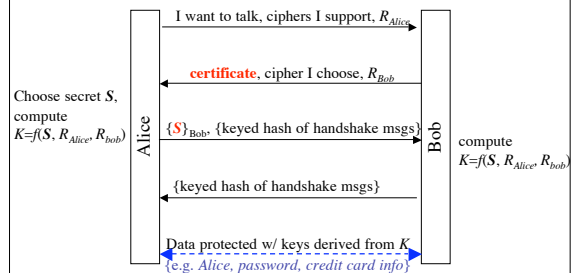 I want to talk, ciphers I support, R_Alice
certificate, cipher I choose, R_Bob
Choose secret S,
compute
K=f(S, R_Alice, R_bob)
Alice
{S}_Bob, {keyed hash of handshake msgs}
Bob
compute
K=f(S, R_Alice, R_bob)
{keyed hash of handshake msgs}
Data protected w/ keys derived from K
{e.g. Alice, password, credit card info}